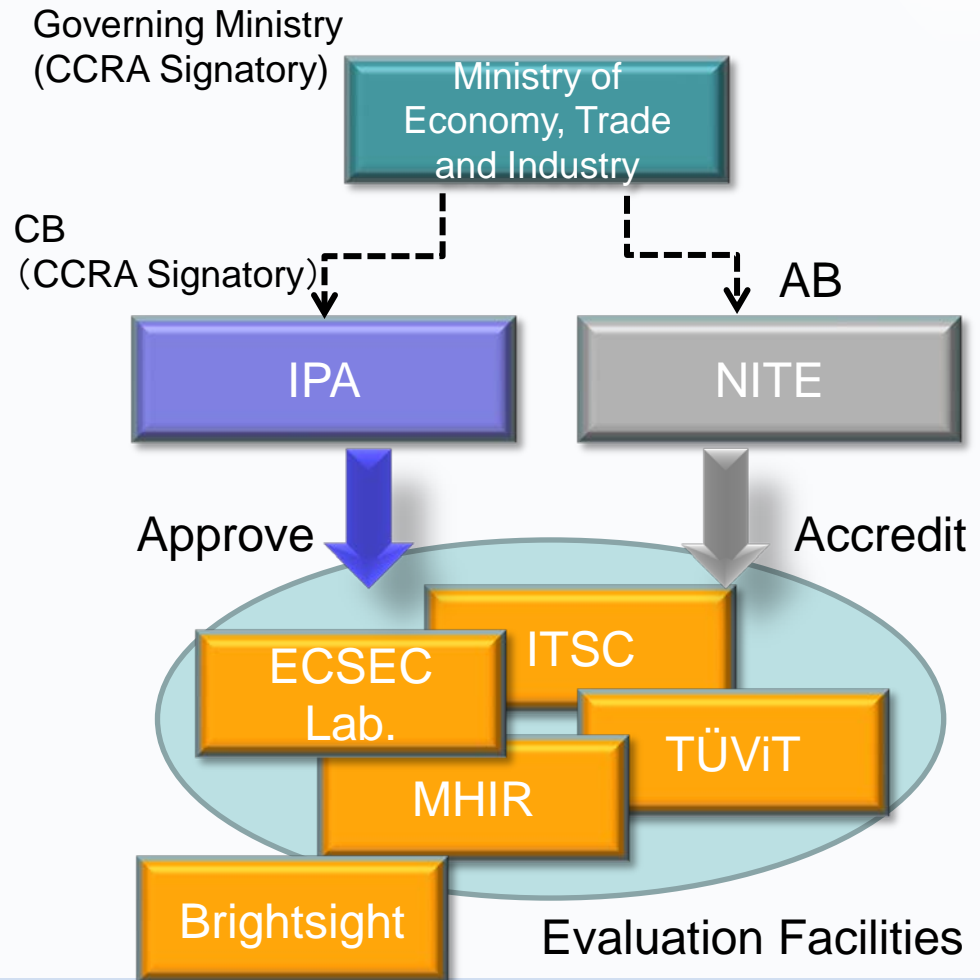 Governing Ministry
(CCRA Signatory)
Ministry of
Economy, Trade
and Industry
CB
（CCRA Signatory）
AB
IPA
NITE
Approve
Accredit
ITSC
ECSEC
Lab.
TÜViT
MHIR
Brightsight
Evaluation Facilities